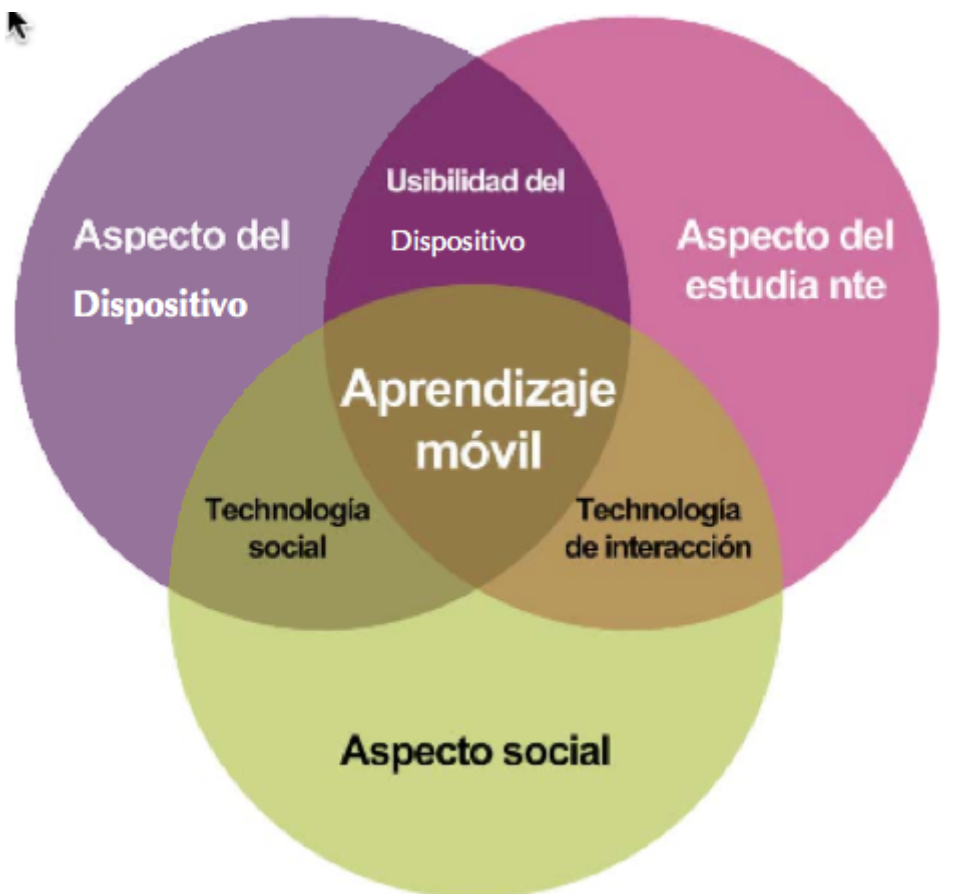 Usibilidad del
Dispositivo
Aspecto del
Dispositivo
Aspecto del
estudia nte
Aprendizaje
móvil
Technología
social
Technología
de interacción
Aspecto social